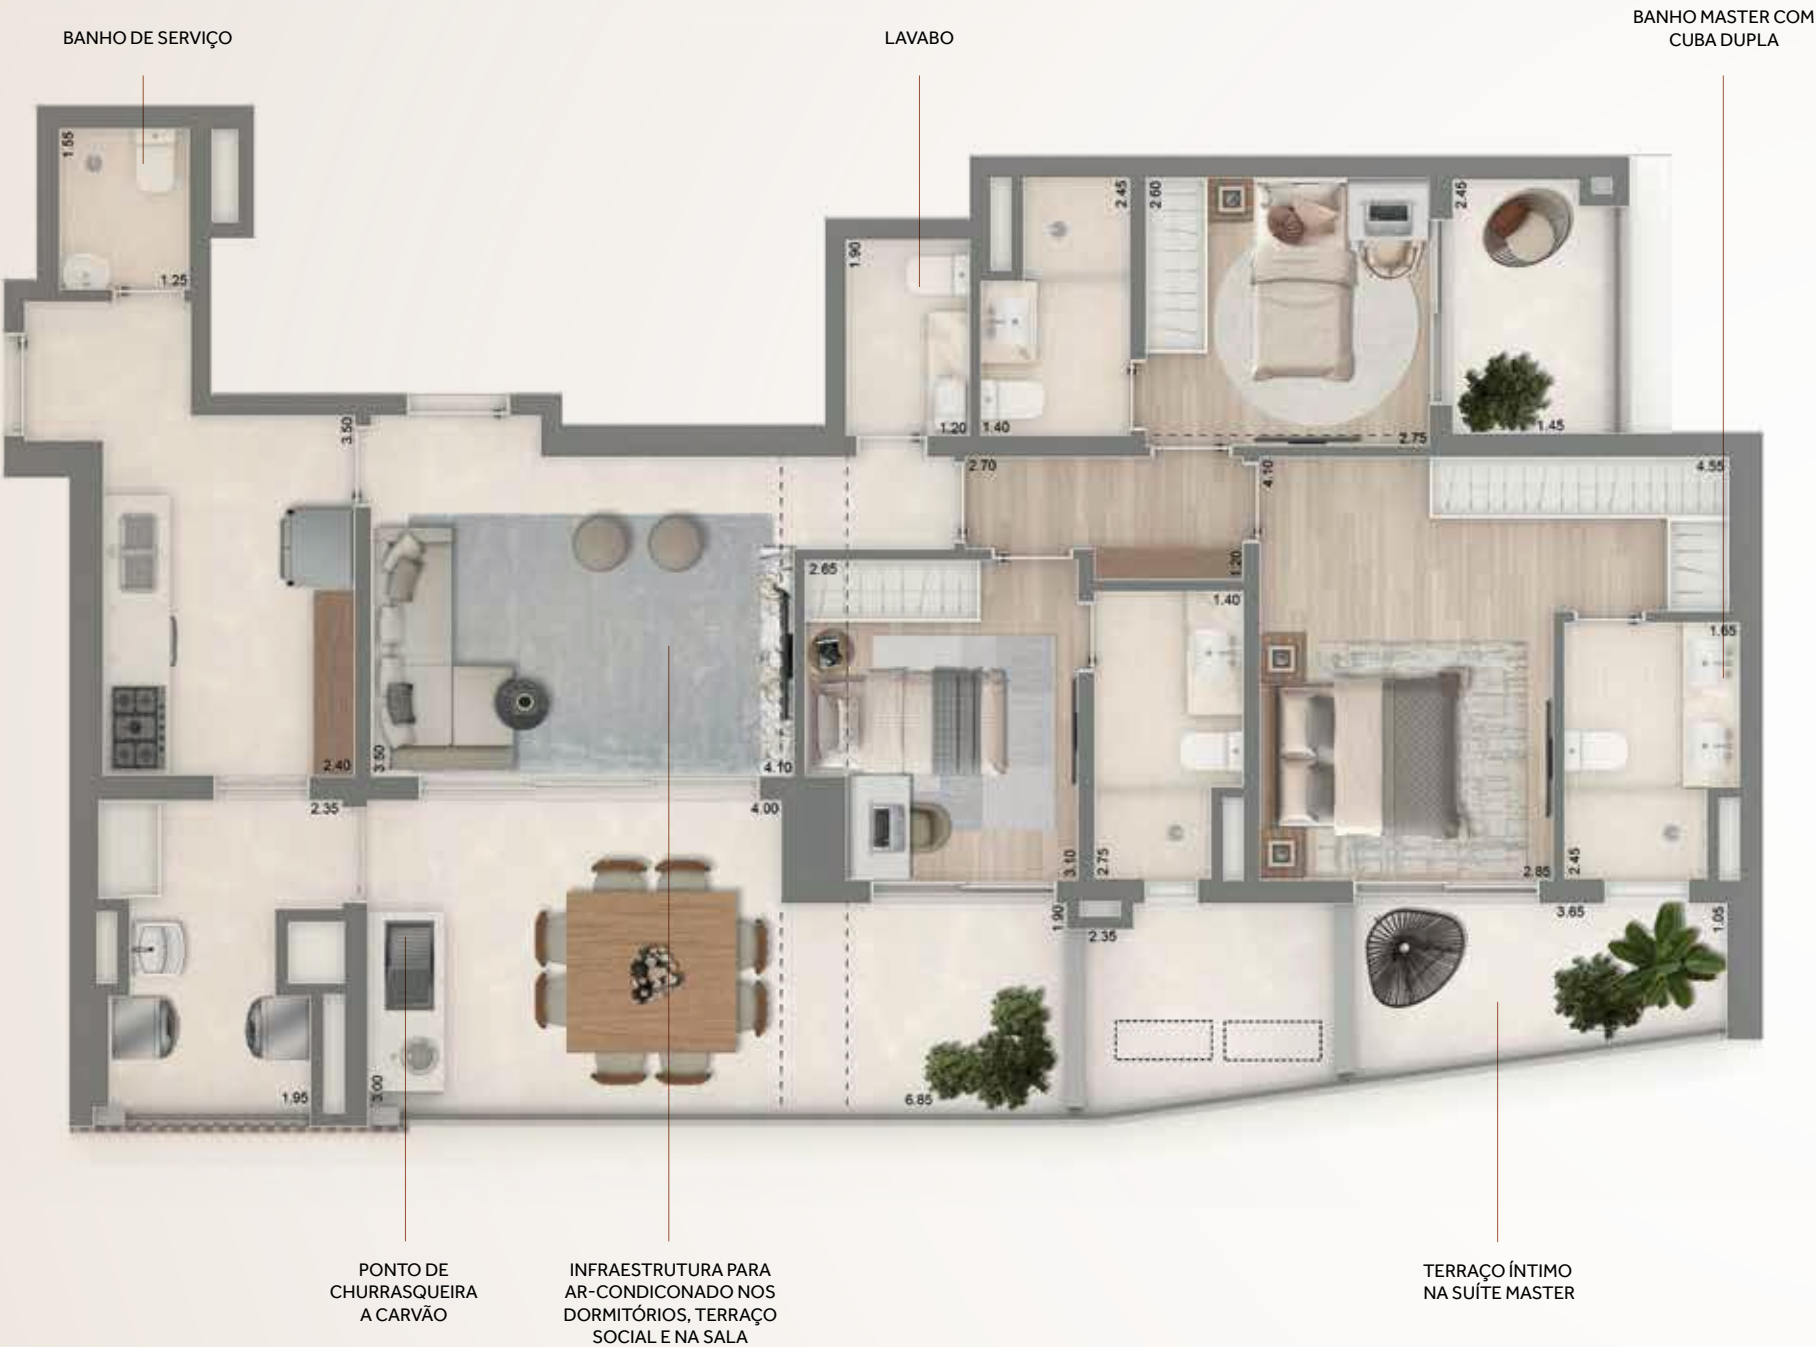 BANHO MASTER COM
CUBA DUPLA
BANHO DE SERVIÇO
LAVABO
1.55
1.25
1.90
1.20
2.45
1.40
2.60
2.75
2.45
1.45
3.50
2.70
4.10
4.55
2.65
1.20
1.40
1.65
2.40
3.50
4.10
2.35
4.00
3.10
2.75
2.85
2.45
1.90
2.35
3.65
1.05
1.95
3.00
6.85
PONTO DE
CHURRASQUEIRA
A CARVÃO
INFRAESTRUTURA PARA
AR-CONDICONADO NOS
DORMITÓRIOS, TERRAÇO
SOCIAL E NA SALA
TERRAÇO ÍNTIMO
NA SUÍTE MASTER